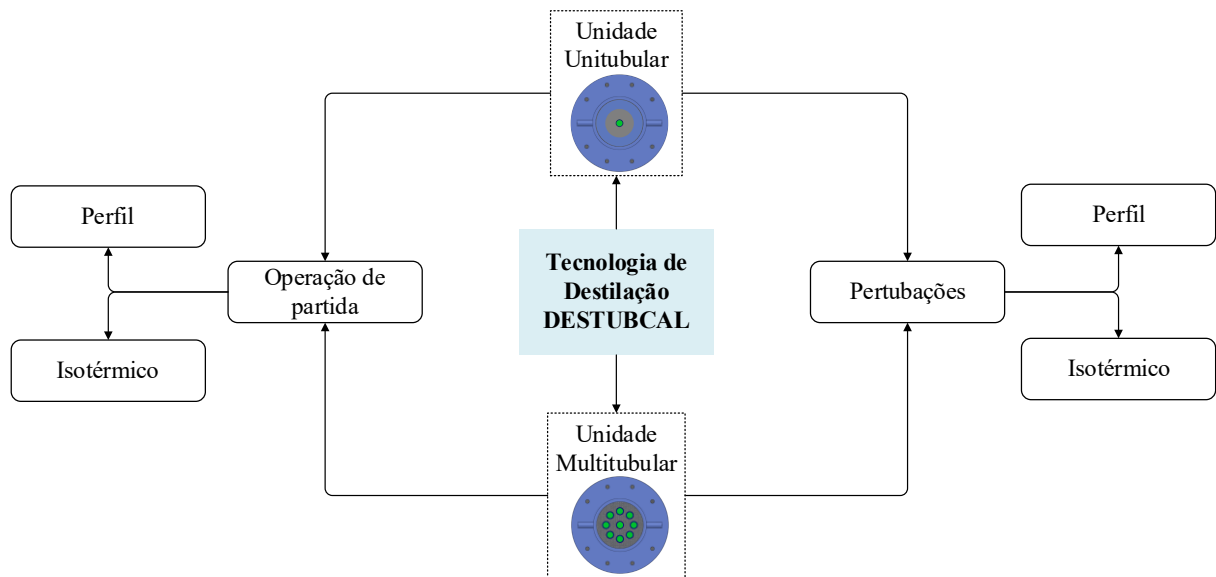 Unidade
Unitubular
Perfil
Operação de
partida
Isotérmico
Tecnologia de
Destilação
DESTUBCAL
Perfil
Pertubações
Isotérmico
Unidade
Multitubular